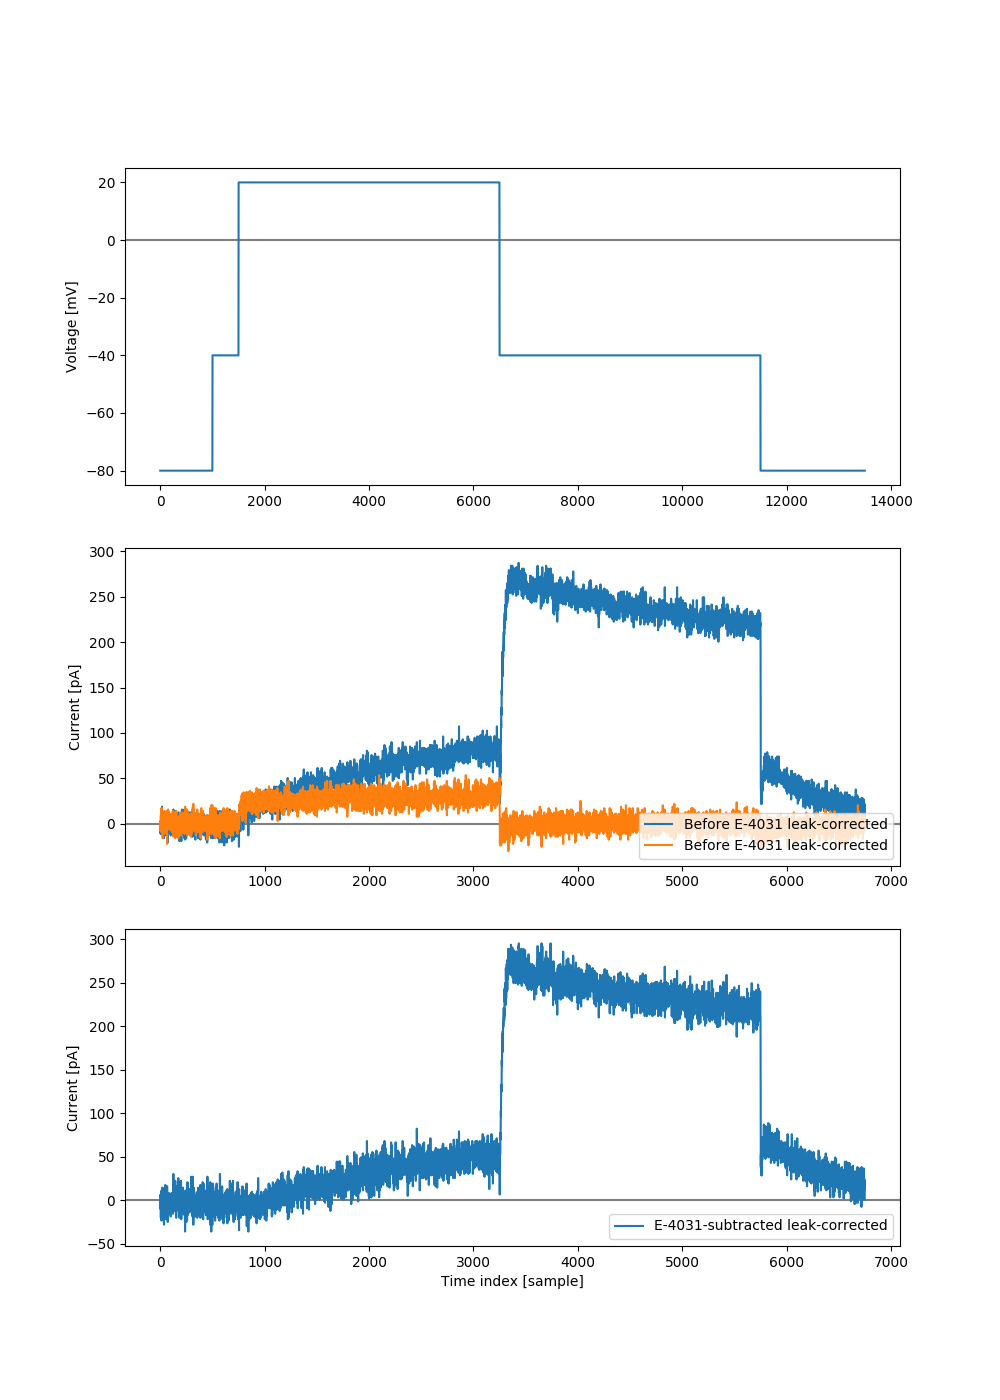 20
0
−20
−40
−60
−80
Voltage [mV]
0 2000 4000 6000 8000 10000 12000 14000
300
250
200
150
100
50
0
Current [pA]
Before E-4031 leak-corrected
Before E-4031 leak-corrected
0 1000 2000 3000 4000 5000 6000 7000
300
250
200
150
100
50
0
−50
Current [pA]
E-4031-subtracted leak-corrected
0 1000 2000 3000 4000 5000 6000 7000
Time index [sample]